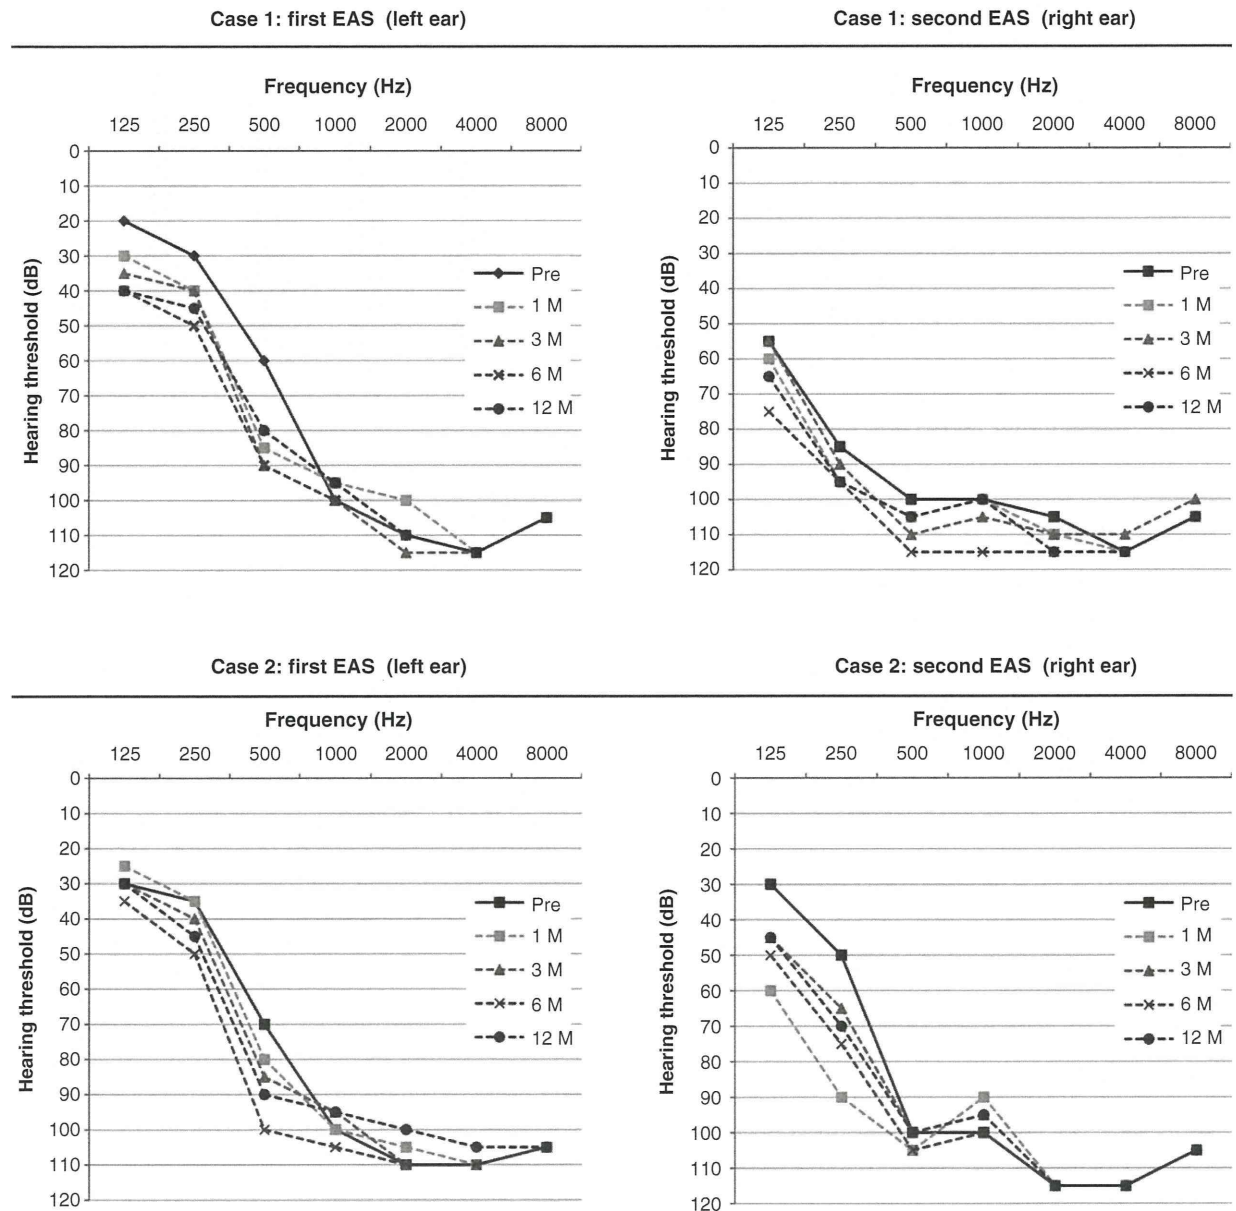 Case 1: first EAS (left ear)
Frequency (Hz)
125 250 500 1000 2000 4000 8000
0
10
20
30
40
50
60
70
80
90
100
110
120
Hearing threshold (dB)
Pre
1 M
3 M
6 M
12 M
Case 1: second EAS (right ear)
Frequency (Hz)
125 250 500 1000 2000 4000 8000
0
10
20
30
40
50
60
70
80
90
100
110
120
Hearing threshold (dB)
Pre
1 M
3 M
6 M
12 M
Case 2: first EAS (left ear)
Frequency (Hz)
125 250 500 1000 2000 4000 8000
0
10
20
30
40
50
60
70
80
90
100
110
120
Hearing threshold (dB)
Pre
1 M
3 M
6 M
12 M
Case 2: second EAS (right ear)
Frequency (Hz)
125 250 500 1000 2000 4000 8000
0
10
20
30
40
50
60
70
80
90
100
110
120
Hearing threshold (dB)
Pre
1 M
3 M
6 M
12 M